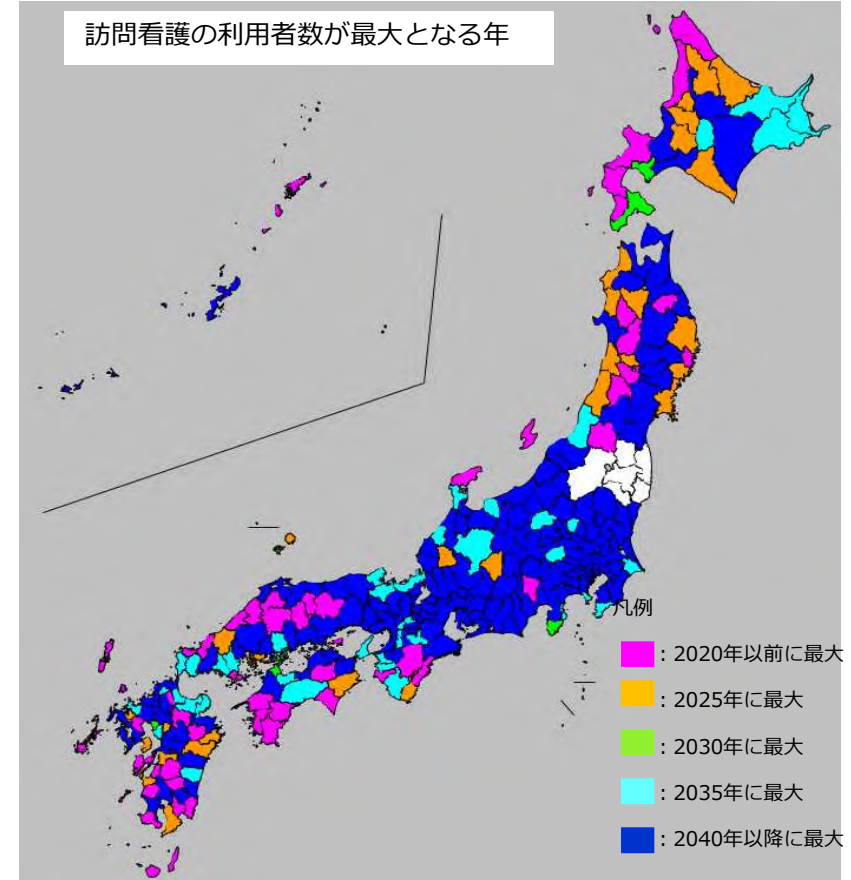 訪問看護の利用者数が最大となる年
凡例
：2020年以前に最大
：2025年に最大
：2030年に最大
：2035年に最大
：2040年以降に最大